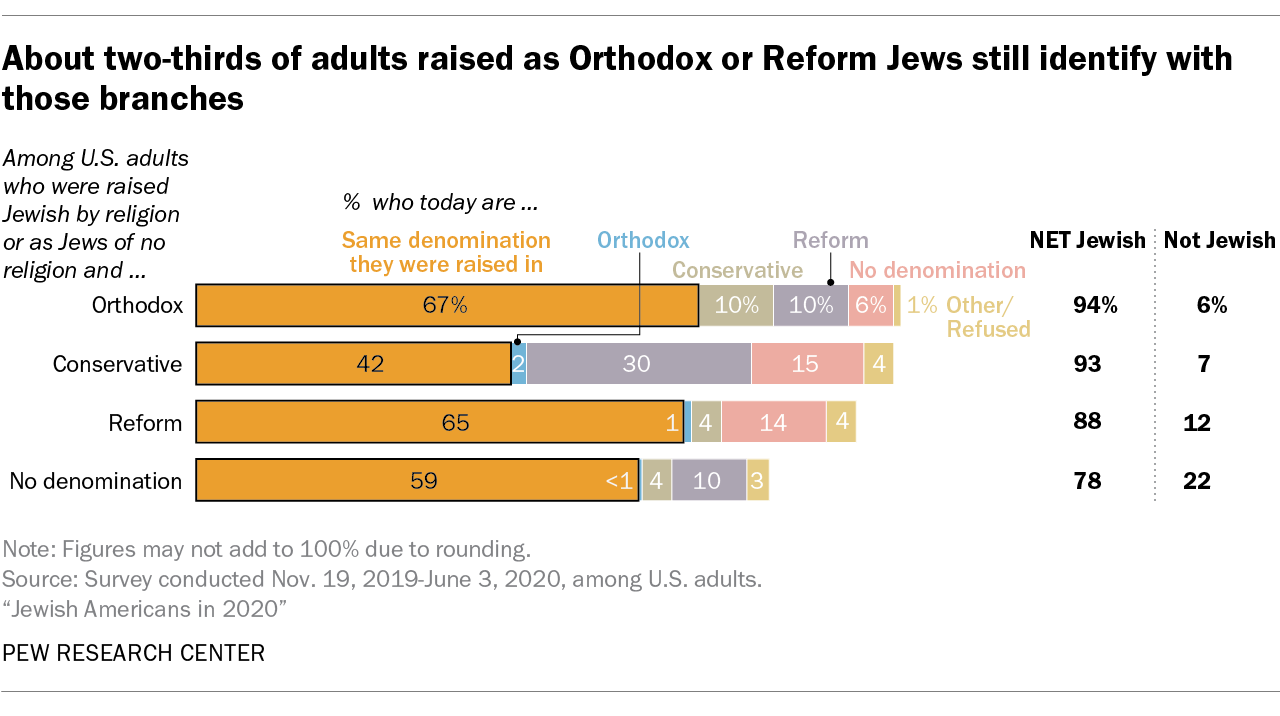 About two-thirds of adults raised as Orthodox or Reform Jews still identify with
those branches
Among U.S. adults
who were raised
Jewish by religion
or as Jews of no
religion and ...
% who today are ...
Same denomination
they were raised in
Orthodox
Conservative
Reform
No denomination
NET Jewish
Not Jewish
Orthodox 67% 10% 10% 6% 1% Other/
Refused
94% 6%
Conservative 42 2 30 15 4 93 7
Reform 65 1 4 14 4 88 12
No denomination 59 <1 4 10 3 78 22
Note: Figures may not add to 100% due to rounding.
Source: Survey conducted Nov. 19, 2019-June 3, 2020, among U.S. adults.
“Jewish Americans in 2020”
PEW RESEARCH CENTER